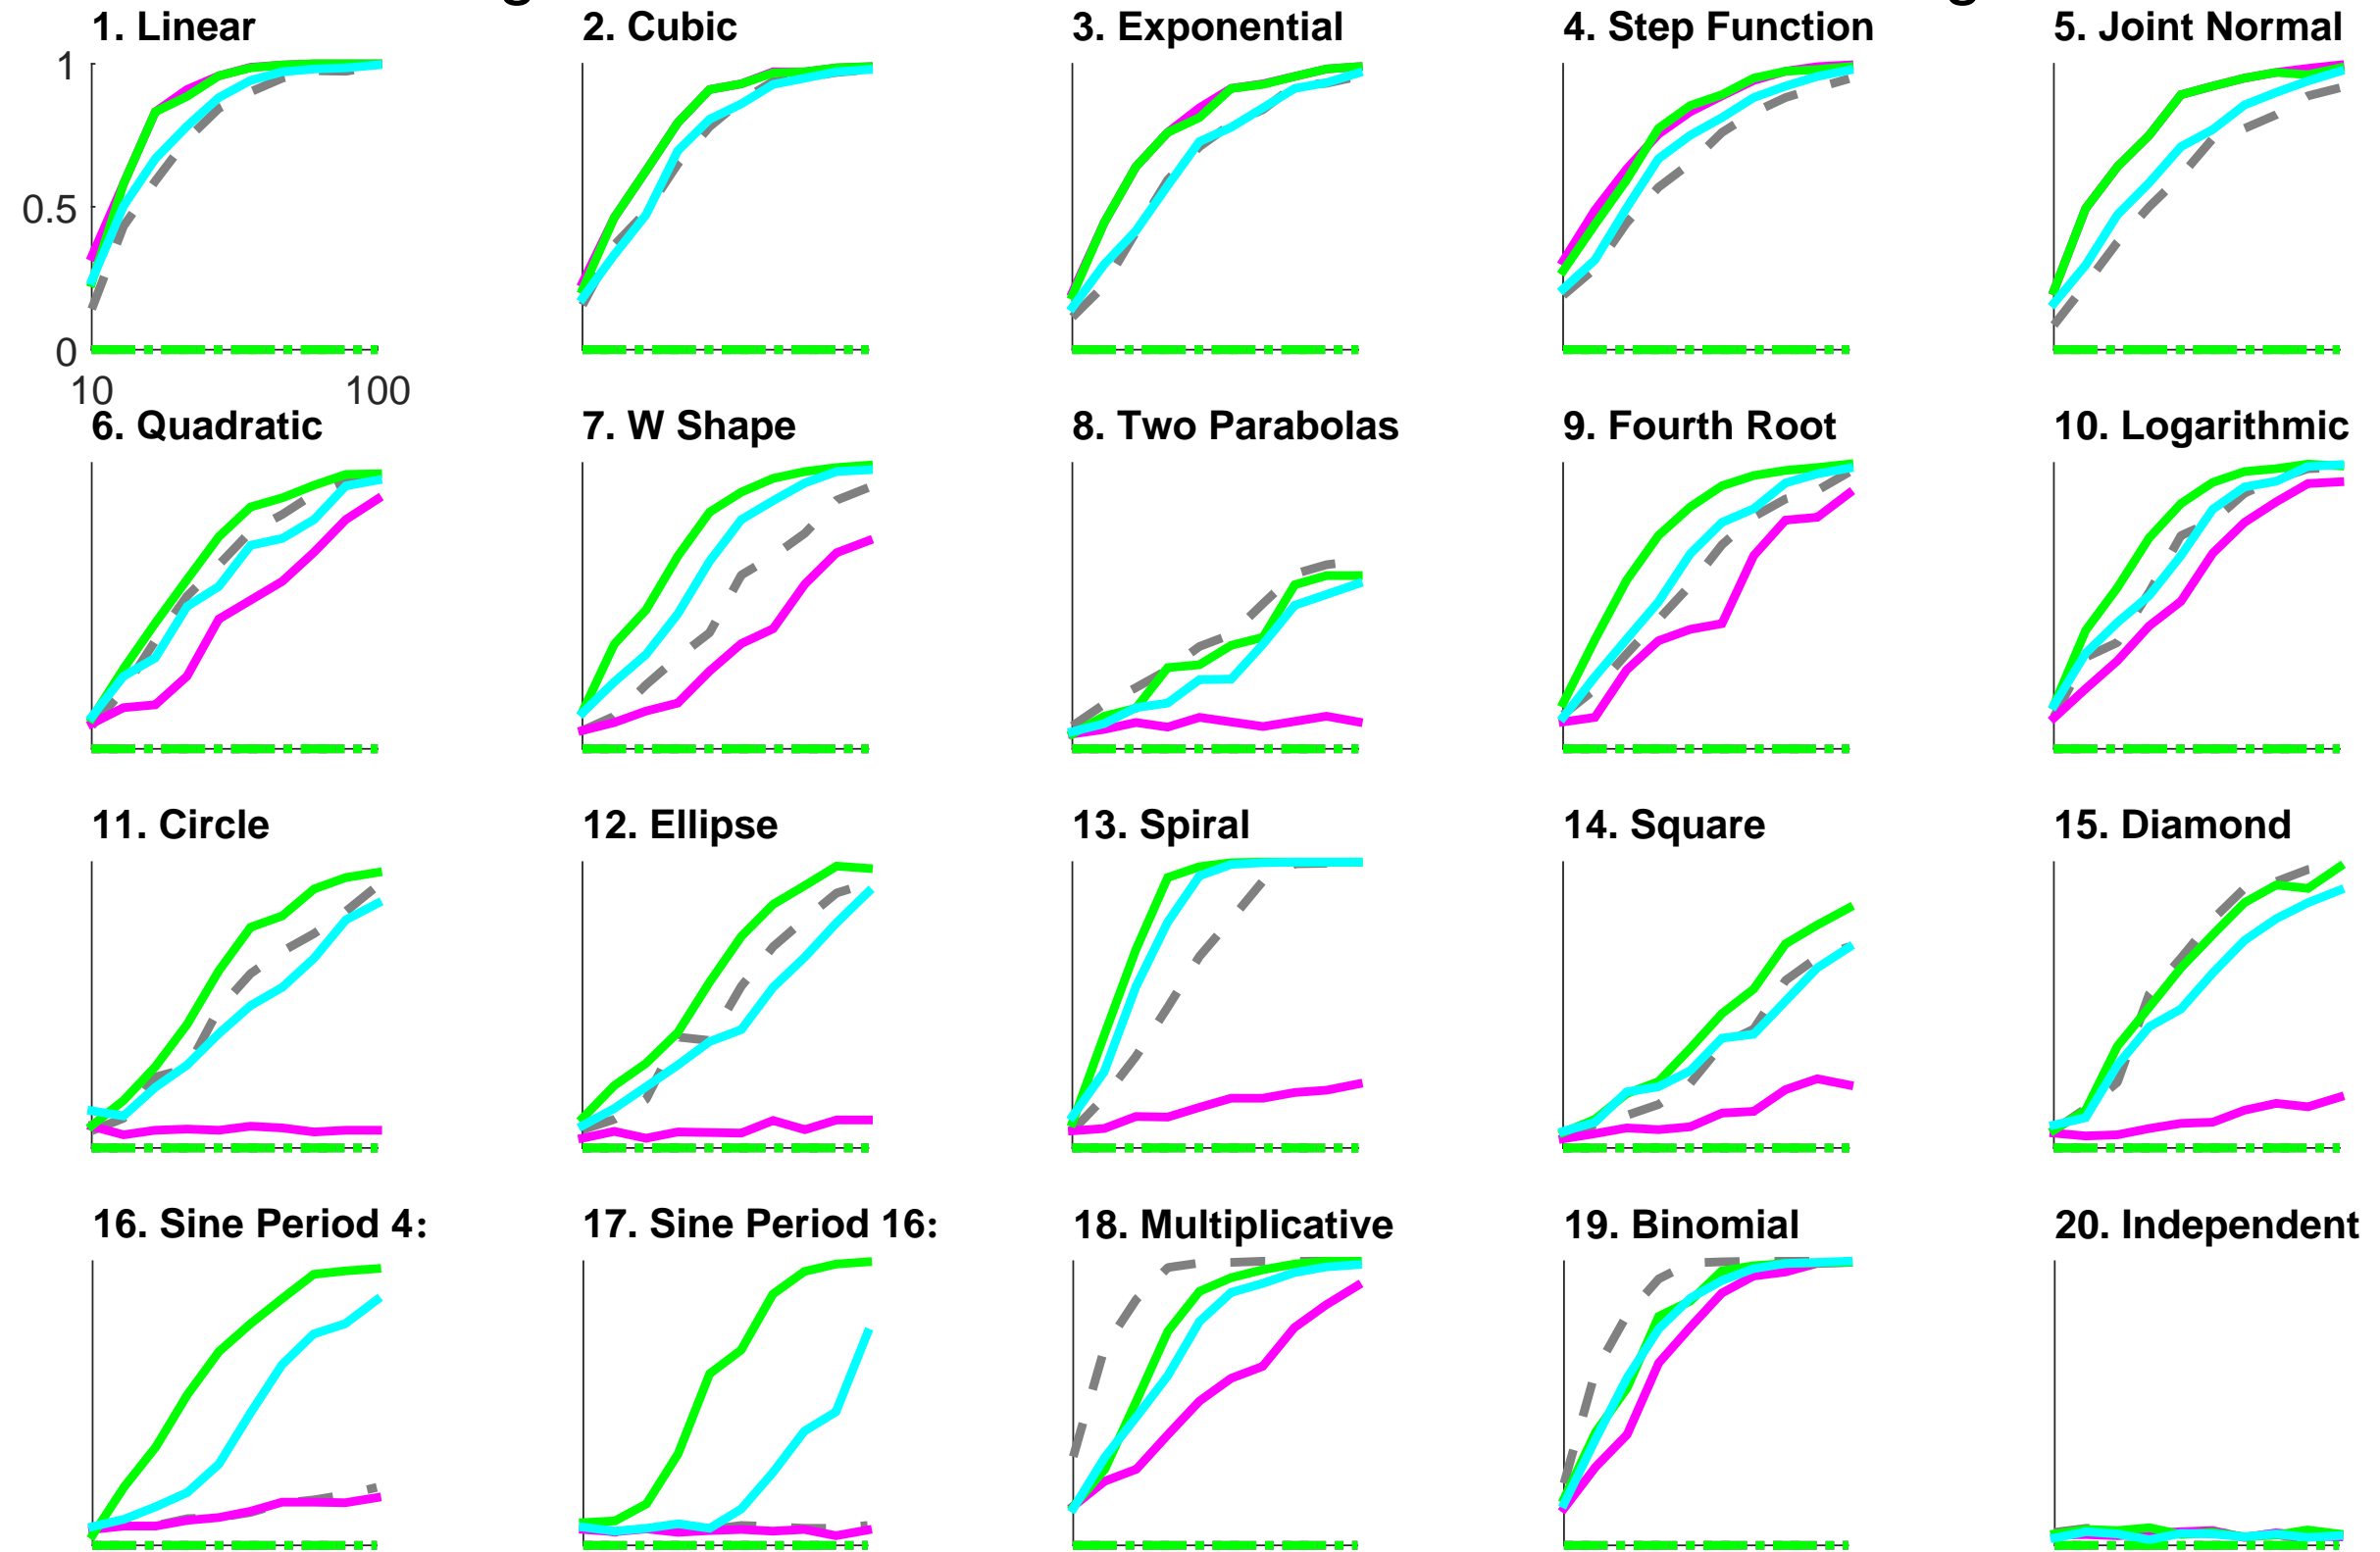 1. Linear
2. Cubic
3. Exponential
4. Step Function
5. Joint Normal
1
0.5
0
10
100
6. Quadratic
7. W Shape
8. Two Parabolas
9. Fourth Root
10. Logarithmic
11. Circle
12. Ellipse
13. Spiral
14. Square
15. Diamond
16. Sine Period 4:
17. Sine Period 16:
18. Multiplicative
19. Binomial
20. Independent